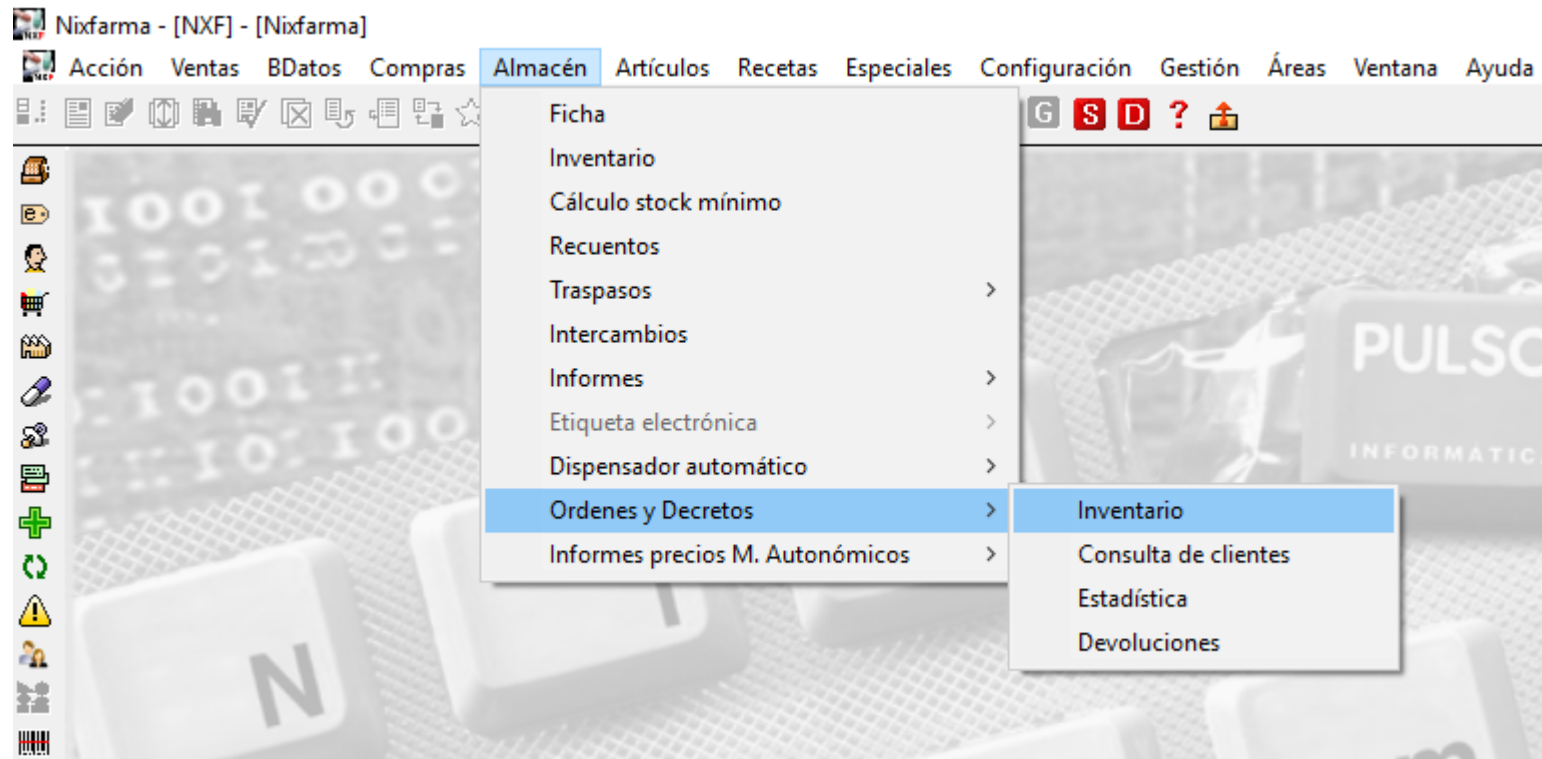 Nixfarma - [NXF] - [Nixfarma]
Acción Ventas BDatos Compras Almacén Artículos Recetas Especiales Configuración Gestión Áreas Ventana Ayuda
G S D ?
Ficha
Inventario
Cálculo stock mínimo
Recuentos
Traspasos
Intercambios
Informes
Etiqueta electrónica
Dispensador automático
Ordenes y Decretos
Informes precios M. Autonómicos
Inventario
Consulta de clientes
Estadística
Devoluciones
PULSO
INFORMÁTICA
N